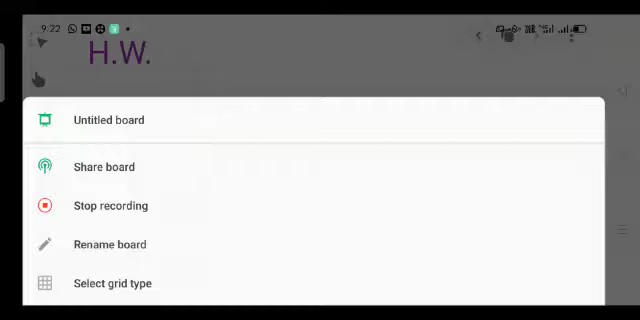 9:22
H.W.
Untitled board
Share board
Stop recording
Rename board
Select grid type